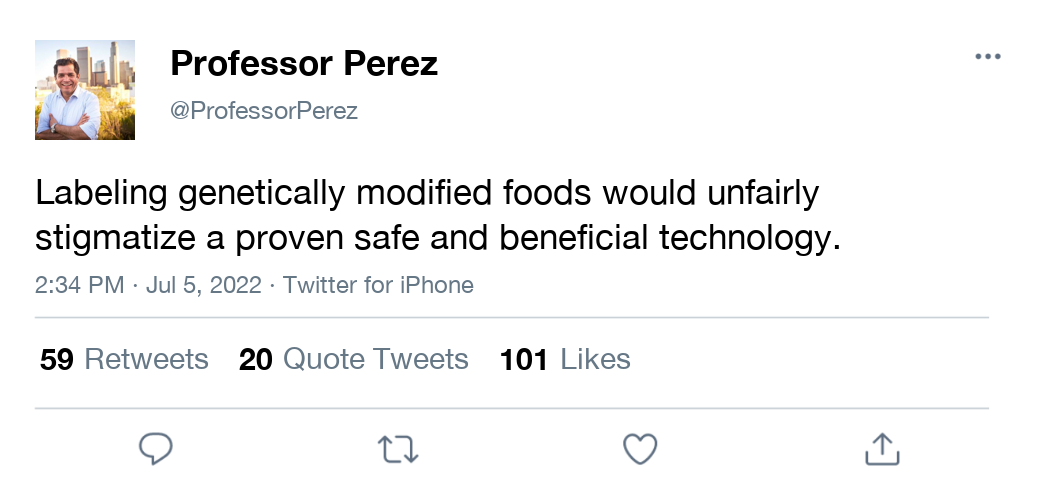 Professor Perez
@ProfessorPerez
Labeling genetically modified foods would unfairly
stigmatize a proven safe and beneficial technology.
2:34 PM · Jul 5, 2022 · Twitter for iPhone
59 Retweets 20 Quote Tweets 101 Likes